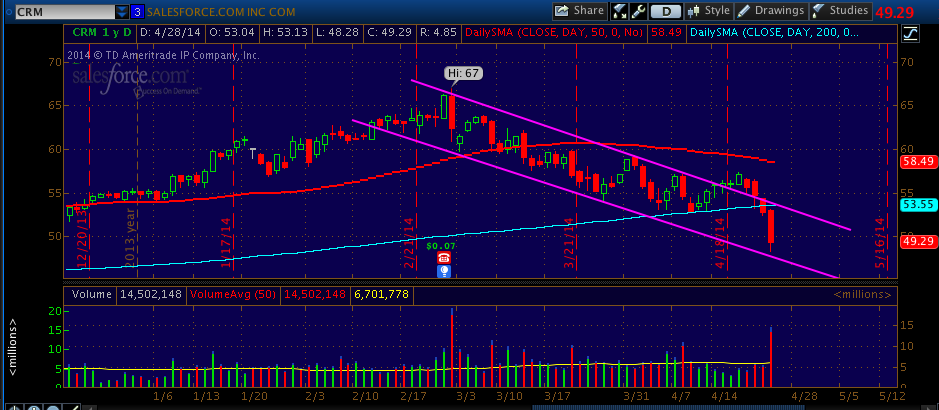 CRM 3 SALESFORCE.COM INC COM Share D Style Drawings Studies 49.29
CRM 1 y D D: 4/28/14 O: 53.04 H: 53.13 L: 48.28 C: 49.29 R: 4.85 DailySMA (CLOSE, DAY, 50, 0, No) 58.49 DailySMA (CLOSE, DAY, 200, 0...
2014 © TD Ameritrade IP Company, Inc.
salesforce.com
Success On Demand.
Hi: 67
70 70
65 65
60 60
58.49
55 55
53.55
50 50
49.29
12/20/13
2013 year
1/17/14
2/21/14
3/21/14
4/18/14
5/16/14
$0.07
Volume 14,502,148 VolumeAvg (50) 14,502,148 6,701,778 <millions>
<millions>
20
15 15
10 10
5 5
1/6 1/13 1/20 2/3 2/10 2/17 3/3 3/10 3/17 3/31 4/7 4/14 4/28 5/5 5/12